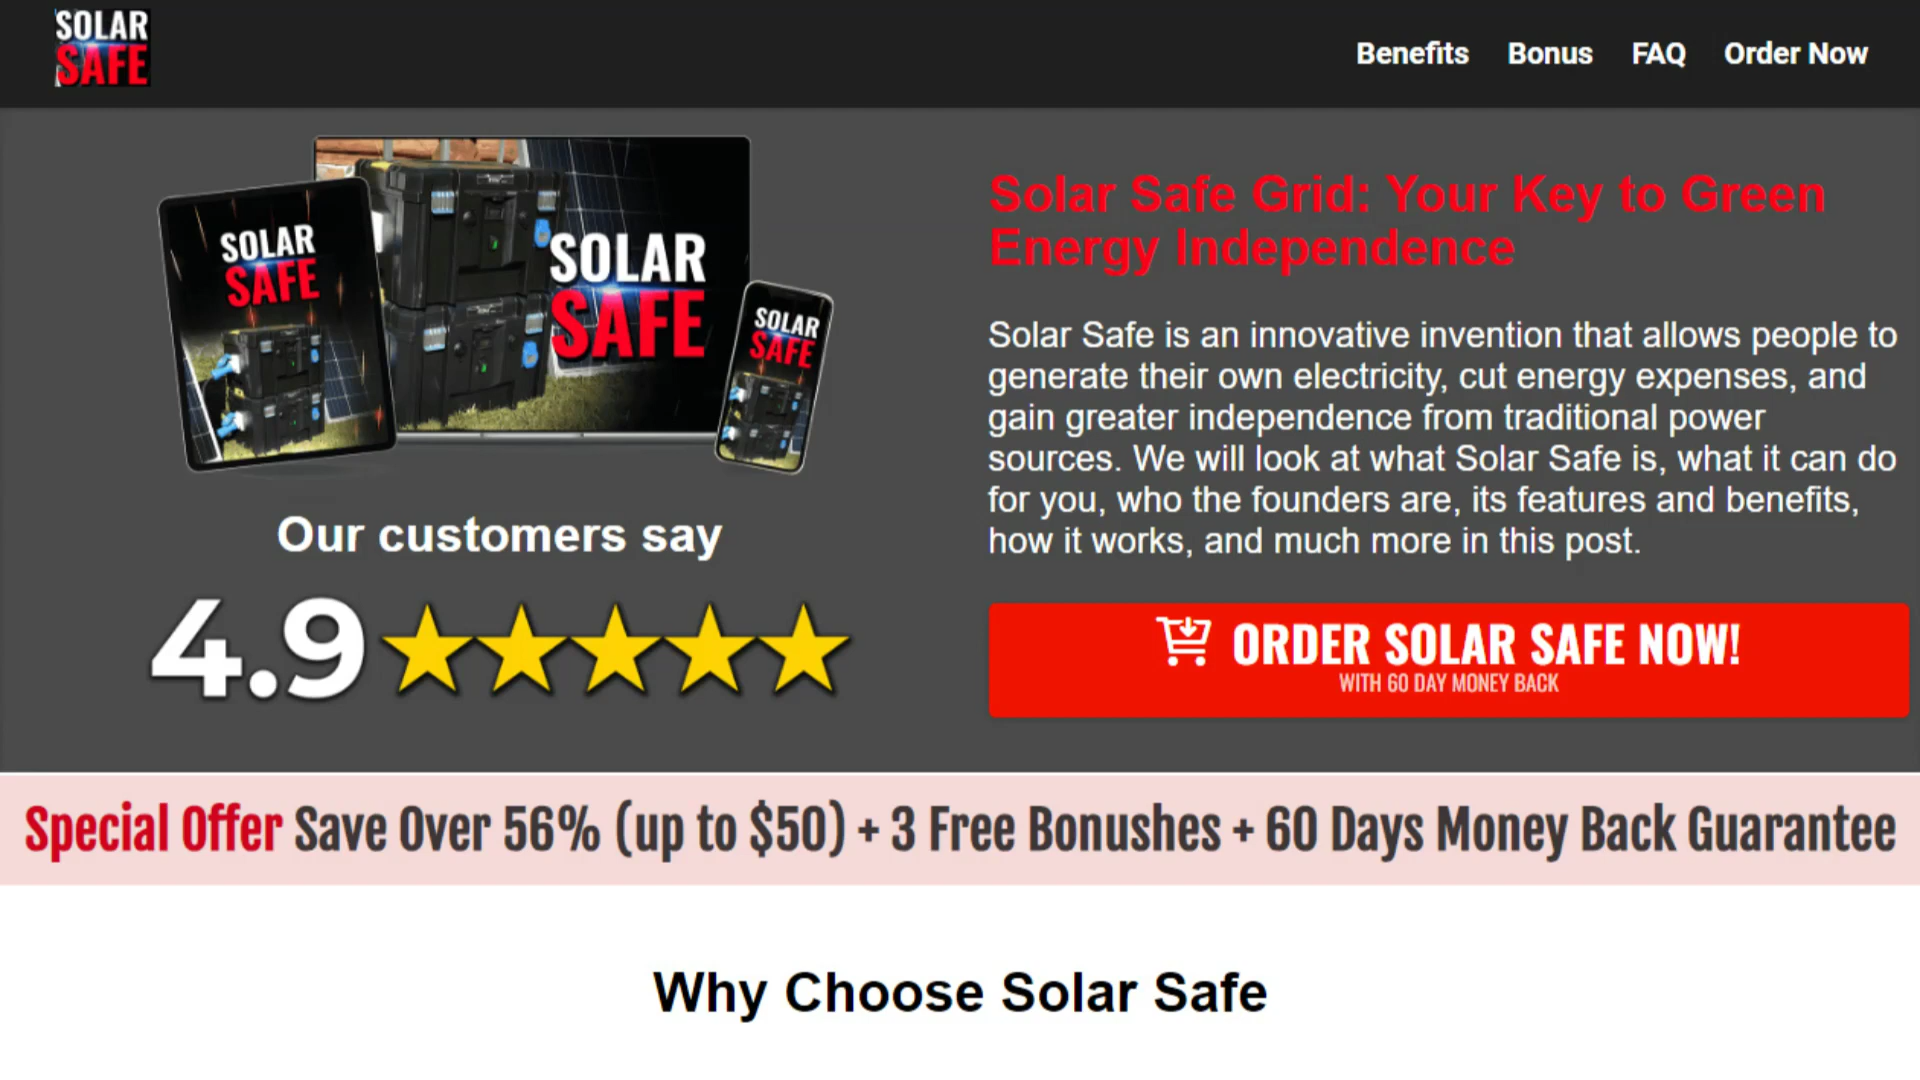 SOLAR
SAFE
Benefits
Bonus
FAQ
Order Now
SOLAR
SAFE
SOLAR
SAFE
SOLAR
SAFE
Our customers say
4.9
Solar Safe Grid: Your Key to Green
Energy Independence
Solar Safe is an innovative invention that allows people to
generate their own electricity, cut energy expenses, and
gain greater independence from traditional power
sources. We will look at what Solar Safe is, what it can do
for you, who the founders are, its features and benefits,
how it works, and much more in this post.
ORDER SOLAR SAFE NOW!
WITH 60 DAY MONEY BACK
Special Offer Save Over 56% (up to $50) + 3 Free Bonushes + 60 Days Money Back Guarantee
Why Choose Solar Safe